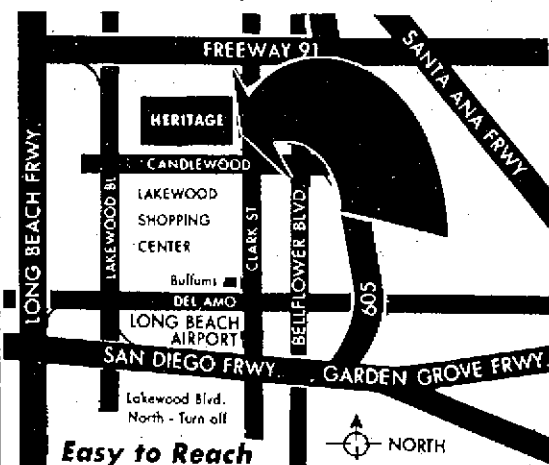 FREEWAY 91
SANTA ANA FRWY
HERITAGE
CANDLEWOOD
LONG BEACH FRWY.
LAKEWOOD BL
LAKEWOOD
SHOPPING
CENTER
CLARK ST
BELLFLOWER BLVD.
605
Buffums
DEL AMO
LONG BEACH
AIRPORT
SAN DIEGO FRWY.
GARDEN GROVE FRWY.
Lakewood Blvd.
North - Turn off
Easy to Reach
NORTH